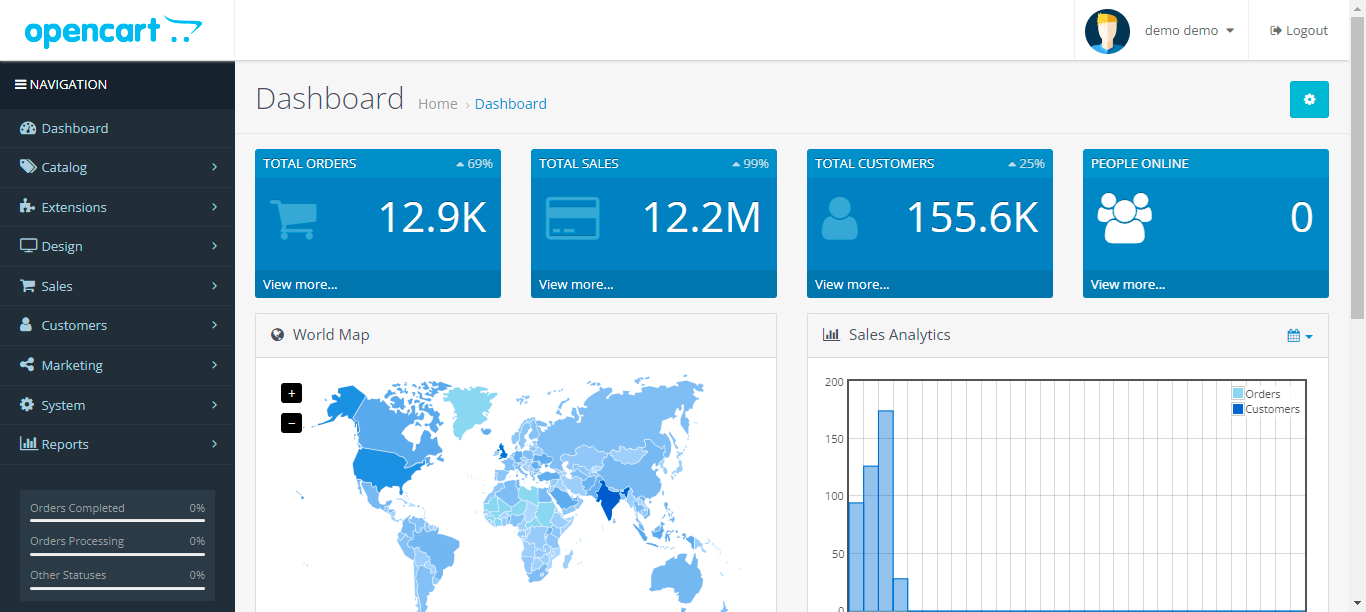 opencart
demo demo
Logout
NAVIGATION
Dashboard
Catalog
Extensions
Design
Sales
Customers
Marketing
System
Reports
Orders Completed 0%
Orders Processing 0%
Other Statuses 0%
Dashboard Home › Dashboard
TOTAL ORDERS 69%
12.9K
View more...
TOTAL SALES 99%
12.2M
View more...
TOTAL CUSTOMERS 25%
155.6K
View more...
PEOPLE ONLINE
0
View more...
World Map
+
−
Sales Analytics
200
150
100
50
0
Orders
Customers